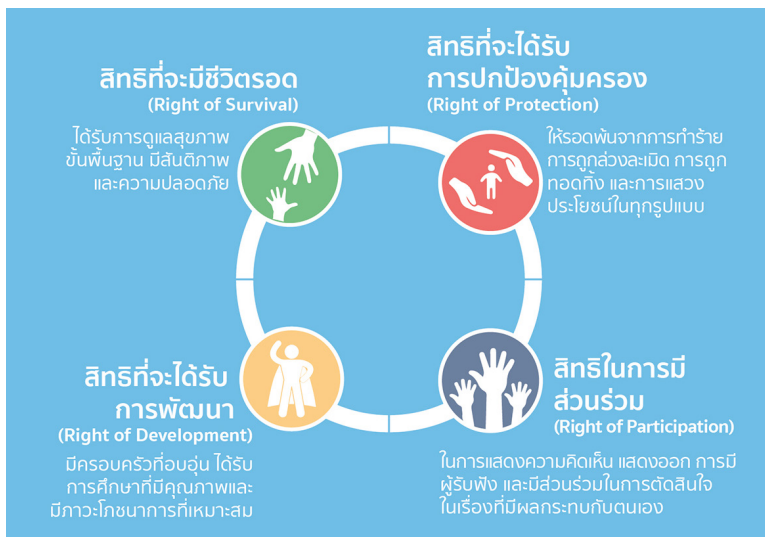 สิทธิที่จะมีชีวิตรอด
(Right of Survival)
ได้รับการดูแลสุขภาพ
ขั้นพื้นฐาน มีสันติภาพ
และความปลอดภัย
สิทธิที่จะได้รับ
การปกป้องคุ้มครอง
(Right of Protection)
ให้รอดพ้นจากการทำร้าย
การถูกล่วงละเมิด การถูก
ทอดทิ้ง และการแสวง
ประโยชน์ในทุกรูปแบบ
สิทธิที่จะได้รับ
การพัฒนา
(Right of Development)
มีครอบครัวที่อบอุ่น ได้รับ
การศึกษาที่มีคุณภาพและ
มีภาวะโภชนาการที่เหมาะสม
สิทธิในการมี
ส่วนร่วม
(Right of Participation)
ในการแสดงความคิดเห็น แสดงออก การมี
ผู้รับฟัง และมีส่วนร่วมในการตัดสินใจ
ในเรื่องที่มีผลกระทบกับตนเอง